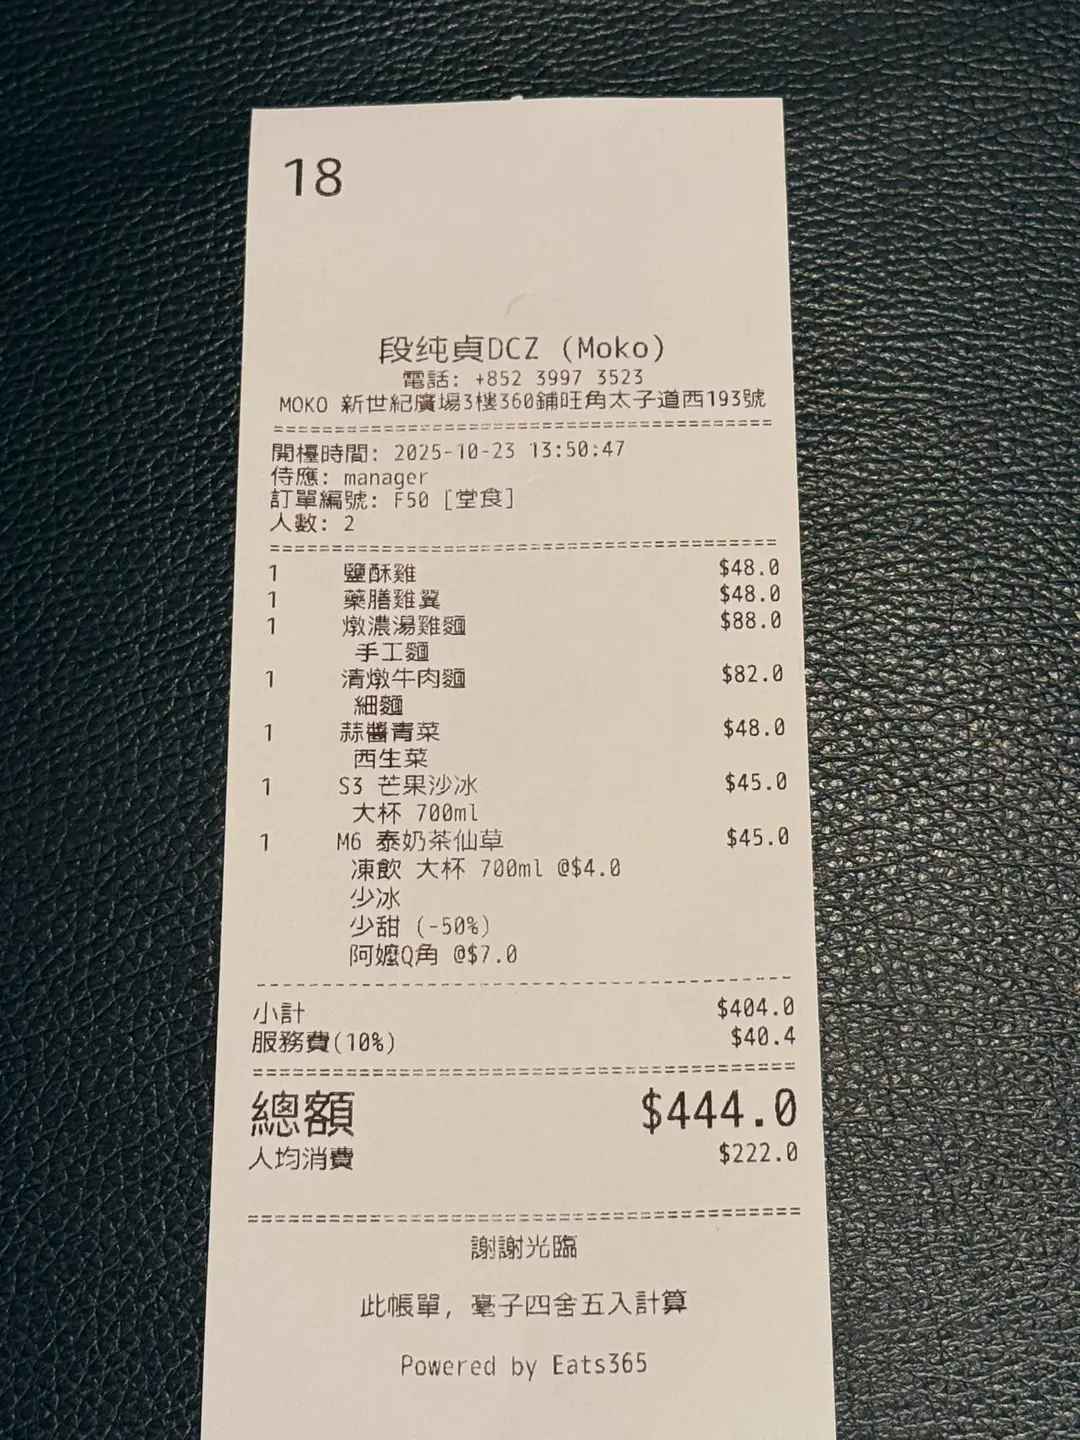 18
段纯貞DCZ (Moko)
電話: +852 3997 3523
MOKO 新世紀廣場3樓360鋪旺角太子道西193號
開檯時間: 2025-10-23 13:50:47
侍應: manager
訂單編號: F50 [堂食]
人數: 2
1 鹽酥雞 $48.0
1 藥膳雞翼 $48.0
1 燉濃湯雞麵 $88.0
手工麵
1 清燉牛肉麵 $82.0
細麵
1 蒜醬青菜 $48.0
西生菜
1 S3 芒果沙冰 $45.0
大杯 700ml
1 M6 泰奶茶仙草 $45.0
凍飲 大杯 700ml @$4.0
少冰
少甜 (-50%)
阿嬤Q角 @$7.0
小計 $404.0
服務費(10%) $40.4
總額 $444.0
人均消費 $222.0
謝謝光臨
此帳單, 毫子四舍五入計算
Powered by Eats365